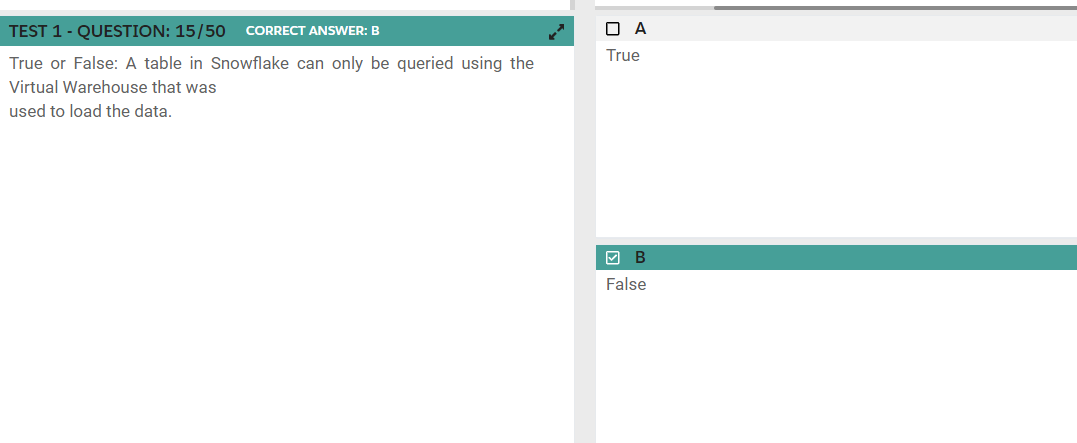 TEST 1 - QUESTION: 15/50 CORRECT ANSWER: B
True or False: A table in Snowflake can only be queried using the
Virtual Warehouse that was
used to load the data.
A
True
B
False